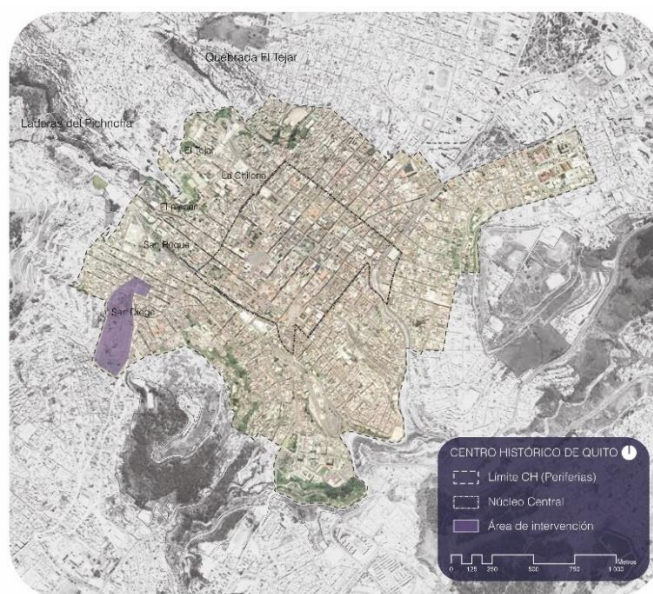 Quebrada El Tejar
Laderas del Pichincha
El Tejar
La Chilena
San Roque
San Diego
CENTRO HISTÓRICO DE QUITO
Límite CH (Periferias)
Núcleo Central
Área de intervención
Metros
0 125 250 500 750 1 000